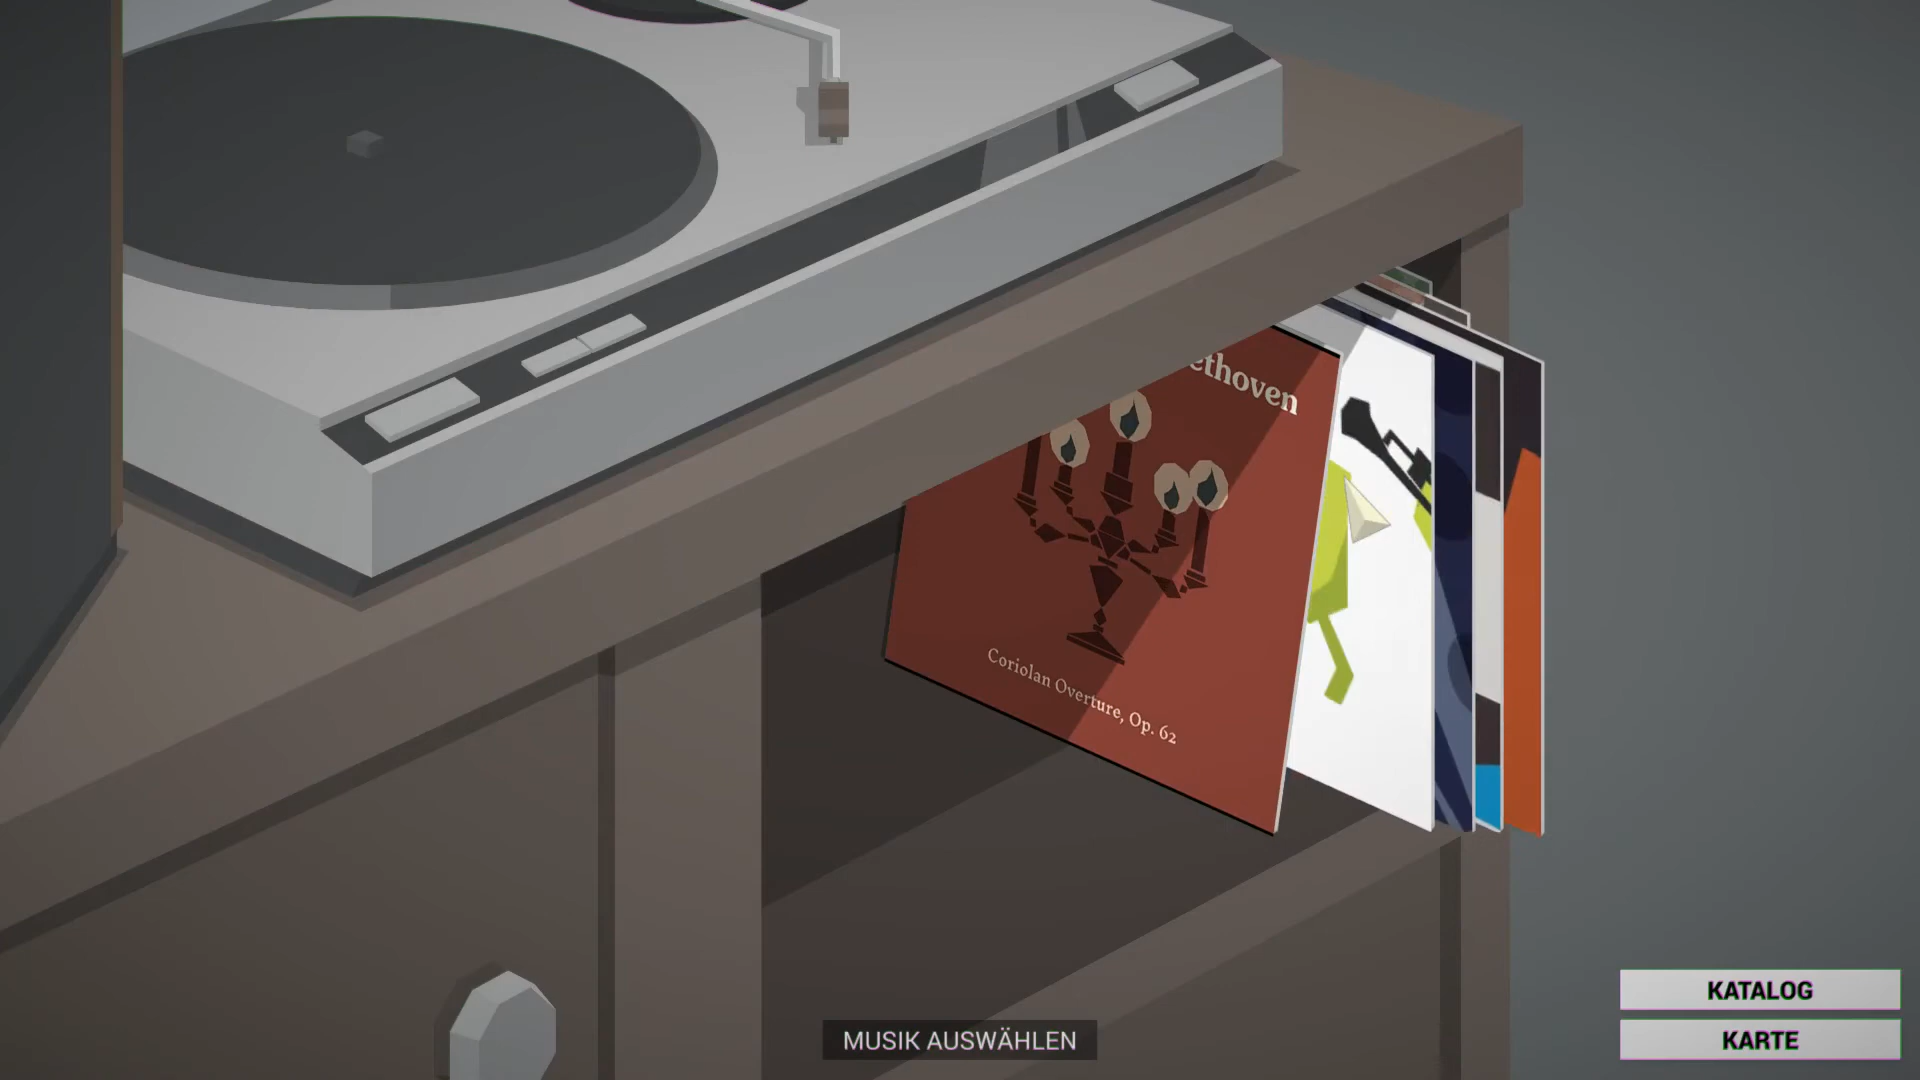 ethoven
Coriolan Overture, Op. 62
MUSIK AUSWÄHLEN
KATALOG
KARTE